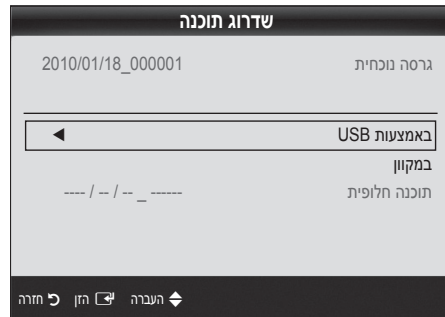 שדרוג תוכנה
גרסה נוכחית 2010/01/18_000001
באמצעות USB ◀
במקוון
תוכנה חלופית ---- / -- / -- _ ------
העברה הזן חזרה